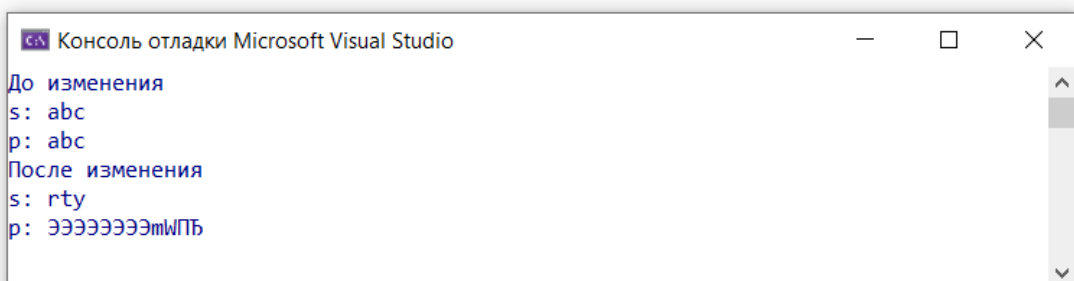 Консоль отладки Microsoft Visual Studio
До изменения
s: abc
p: abc
После изменения
s: rty
p: ЭЭЭЭЭЭЭЭmWПЂ